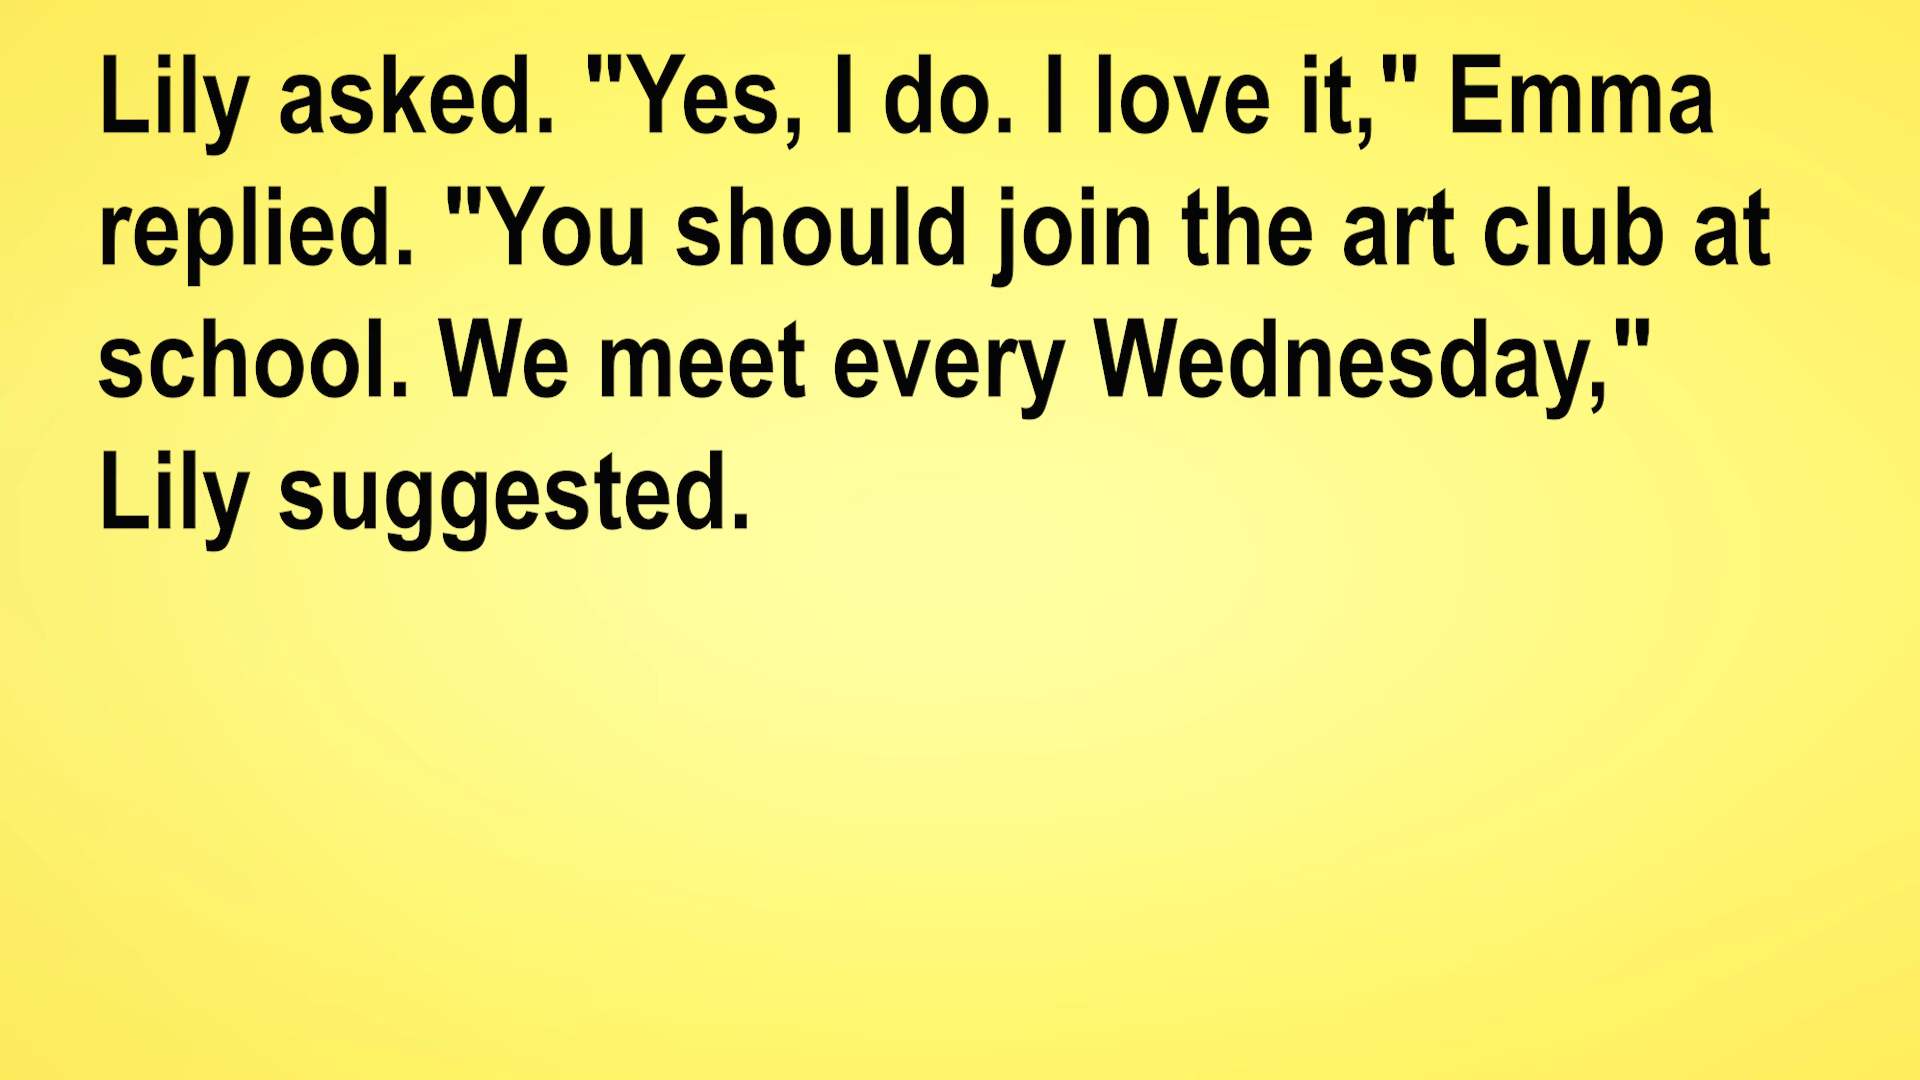 Lily asked. "Yes, I do. I love it," Emma
replied. "You should join the art club at
school. We meet every Wednesday,"
Lily suggested.